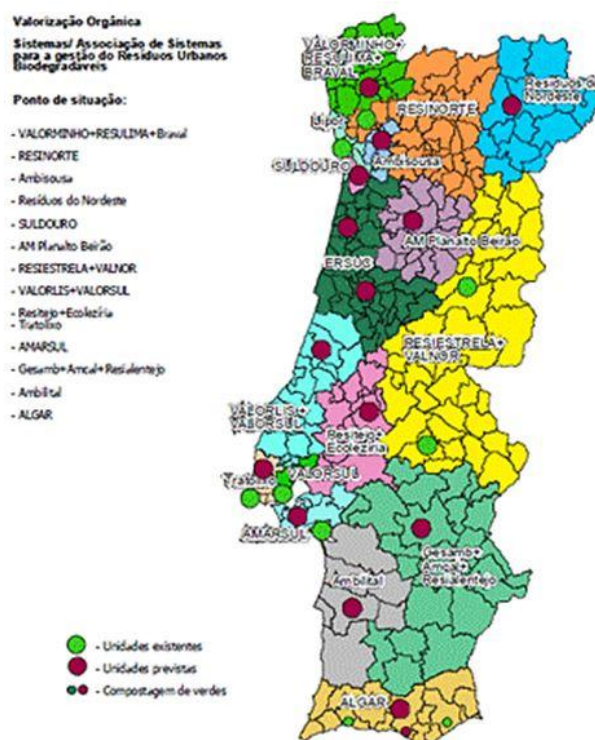 Valorização Orgânica
Sistemas/ Associação de Sistemas
para a gestão do Resíduos Urbanos
Biodegradáveis
Ponto de situação:
- VALORMINHO+RESULIMA+Braval
- RESINORTE
- Ambisousa
- Resíduos do Nordeste
- SULDOURO
- AM Planalto Beirão
- RESIESTRELA+VALNOR
- VALORLIS+VALORSUL
- Resitejo+Ecolezíria
- Tratolixo
- AMARSUL
- Gesamb+Amcal+Resialentejo
- Ambilital
- ALGAR
VALORMINHO+
RESULIMA+
BRAVAL
RESINORTE
Resíduos do
Nordeste
Lipor
Ambisousa
SULDOURO
AM Planalto Beirão
ERSUC
RESIESTRELA+
VALNOR
VALORLIS+
VALORSUL
Resitejo+
Ecolezíria
Tratolixo
VALORSUL
AMARSUL
Gesamb+
Amcal+
Resialentejo
Ambilital
ALGAR
- Unidades existentes
- Unidades previstas
- Compostagem de verdes